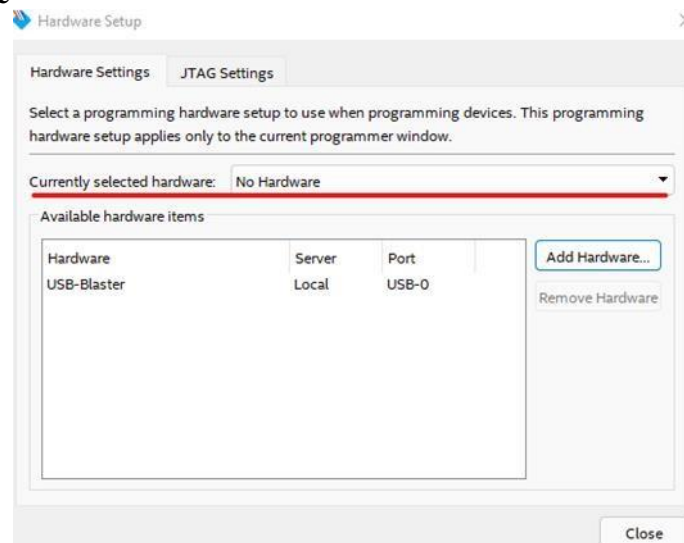 Hardware Setup
Hardware Settings JTAG Settings
Select a programming hardware setup to use when programming devices. This programming
hardware setup applies only to the current programmer window.
Currently selected hardware: No Hardware
Available hardware items
Hardware Server Port
USB-Blaster Local USB-0
Add Hardware...
Remove Hardware
Close